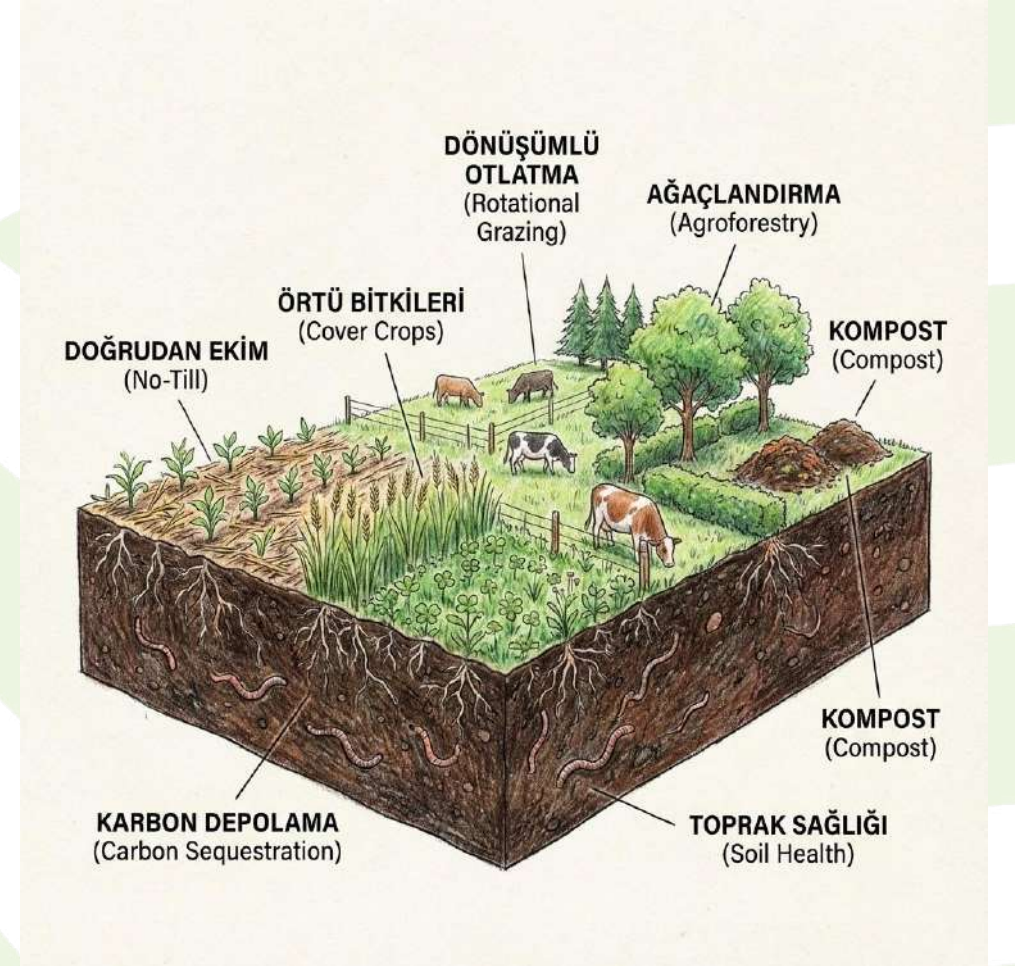 DÖNÜŞÜMLÜ
OTLATMA
(Rotational
Grazing)
AĞAÇLANDIRMA
(Agroforestry)
ÖRTÜ BİTKİLERİ
(Cover Crops)
DOĞRUDAN EKİM
(No-Till)
KOMPOST
(Compost)
KOMPOST
(Compost)
KARBON DEPOLAMA
(Carbon Sequestration)
TOPRAK SAĞLIĞI
(Soil Health)